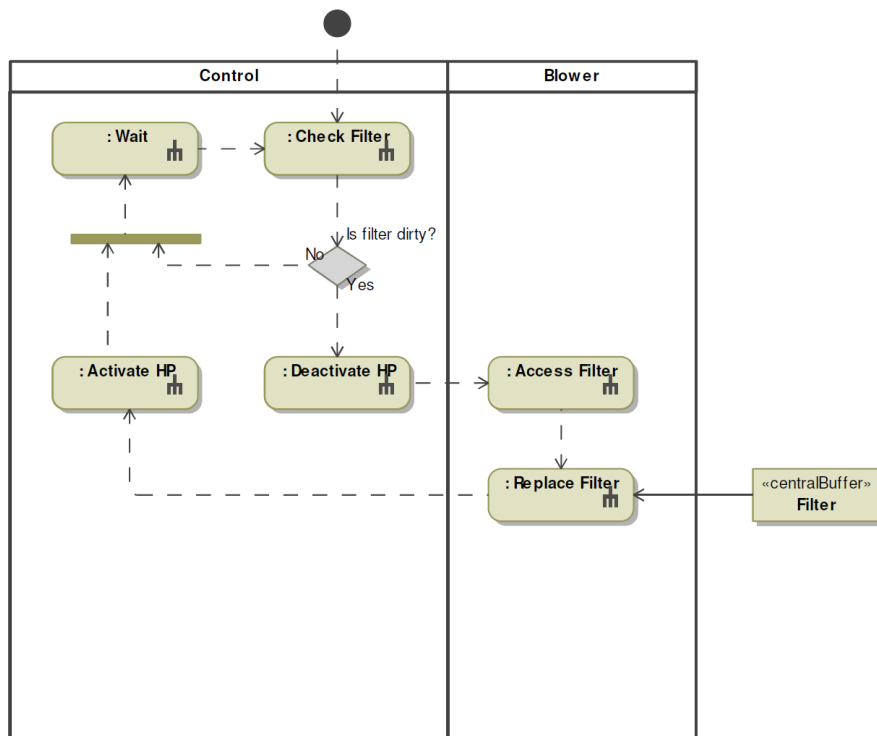 Control
Blower
: Wait
: Check Filter
Is filter dirty?
No
Yes
: Activate HP
: Deactivate HP
: Access Filter
: Replace Filter
«centralBuffer»
Filter